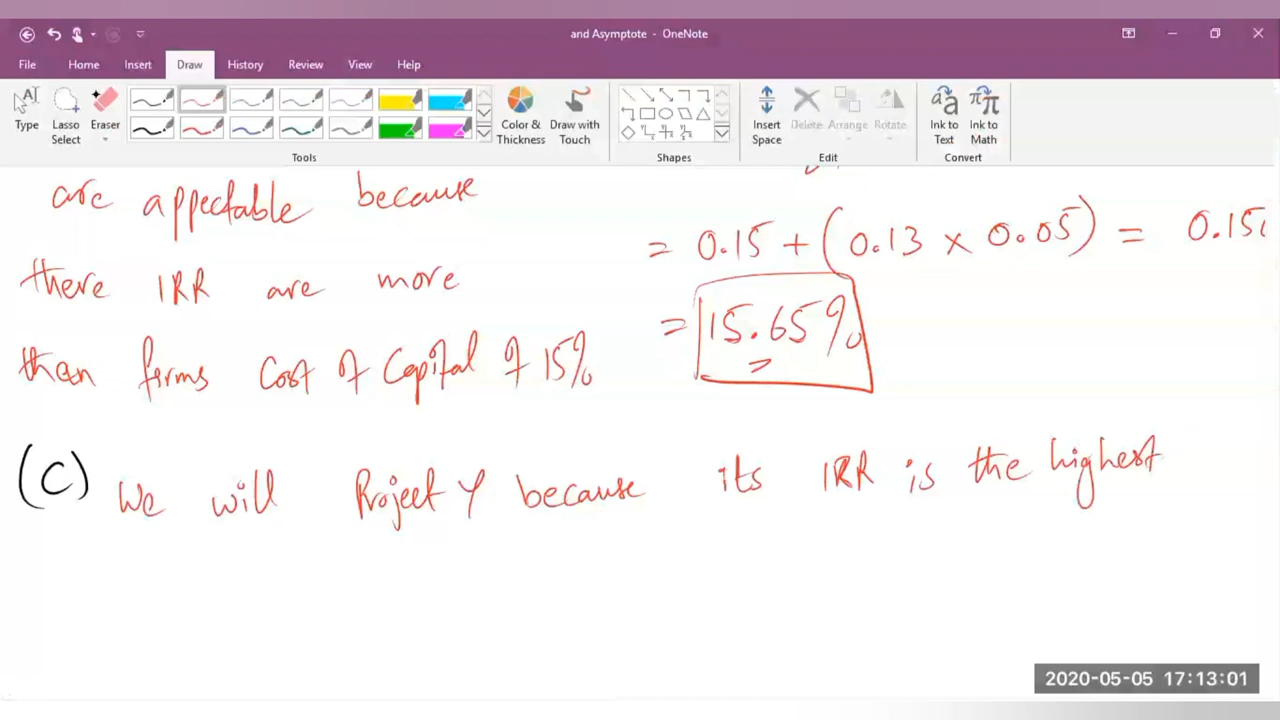 and Asymptote - OneNote
File Home Insert Draw History Review View Help
Type
Lasso Select
Eraser
Color & Thickness
Draw with Touch
Insert Space
Delete
Arrange
Rotate
Ink to Text
Ink to Math
Tools
Shapes
Edit
Convert
are appectable because
there IRR are more
then firms Cost of Capital of 15%
= 0.15 + (0.13 × 0.05) = 0.15
= 15.65%
(C) We will Project Y because its IRR is the highest
2020-05-05 17:13:01